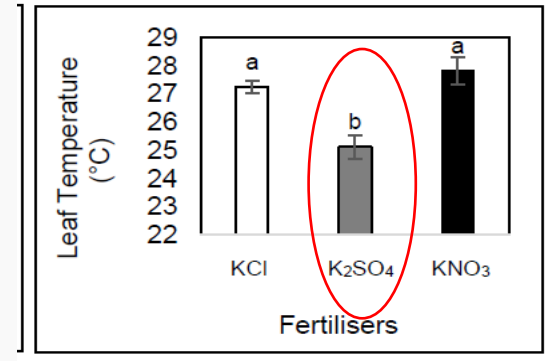 Leaf Temperature
(°C)
29
28
27
26
25
24
23
22
a
b
a
KCl
K₂SO₄
KNO₃
Fertilisers